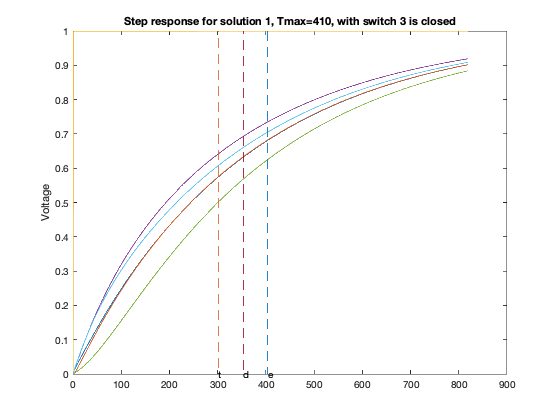 Step response for solution 1, Tmax=410, with switch 3 is closed
1
0.9
0.8
0.7
0.6
0.5
0.4
0.3
0.2
0.1
0
Voltage
t d e
0 100 200 300 400 500 600 700 800 900